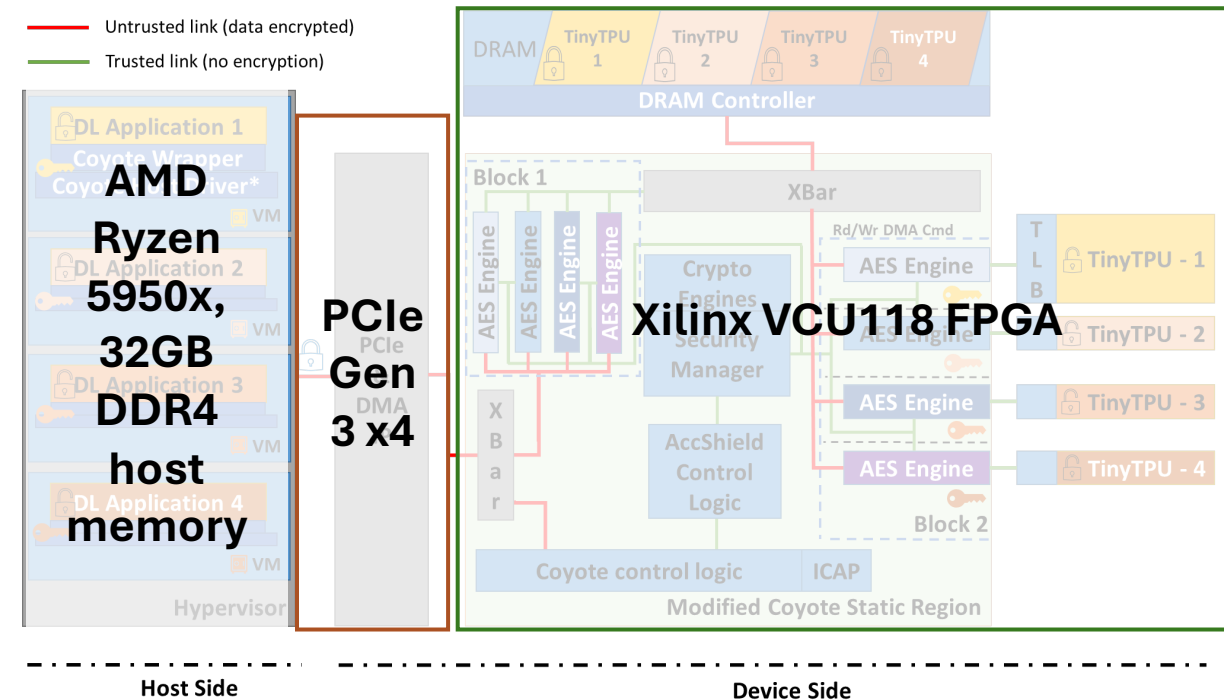 Untrusted link (data encrypted)
Trusted link (no encryption)
DRAM
TinyTPU
1
TinyTPU
2
TinyTPU
3
TinyTPU
4
DRAM Controller
DL Application 1
Coyote Wrapper
VM
DL Application 2
VM
DL Application 3
VM
DL Application 4
VM
Hypervisor
AMD
Ryzen
5950x,
32GB
DDR4
host
memory
PCIe
DMA
PCIe
Gen
3 x4
Block 1
AES Engine
AES Engine
AES Engine
AES Engine
XBar
Crypto
Engines
Security
Manager
Xilinx VCU118 FPGA
Rd/Wr DMA Cmd
AES Engine
AES Engine
AES Engine
AES Engine
Block 2
T
L
B
TinyTPU - 1
TinyTPU - 2
TinyTPU - 3
TinyTPU - 4
X
B
a
r
AccShield
Control
Logic
Coyote control logic
ICAP
Modified Coyote Static Region
Host Side
Device Side